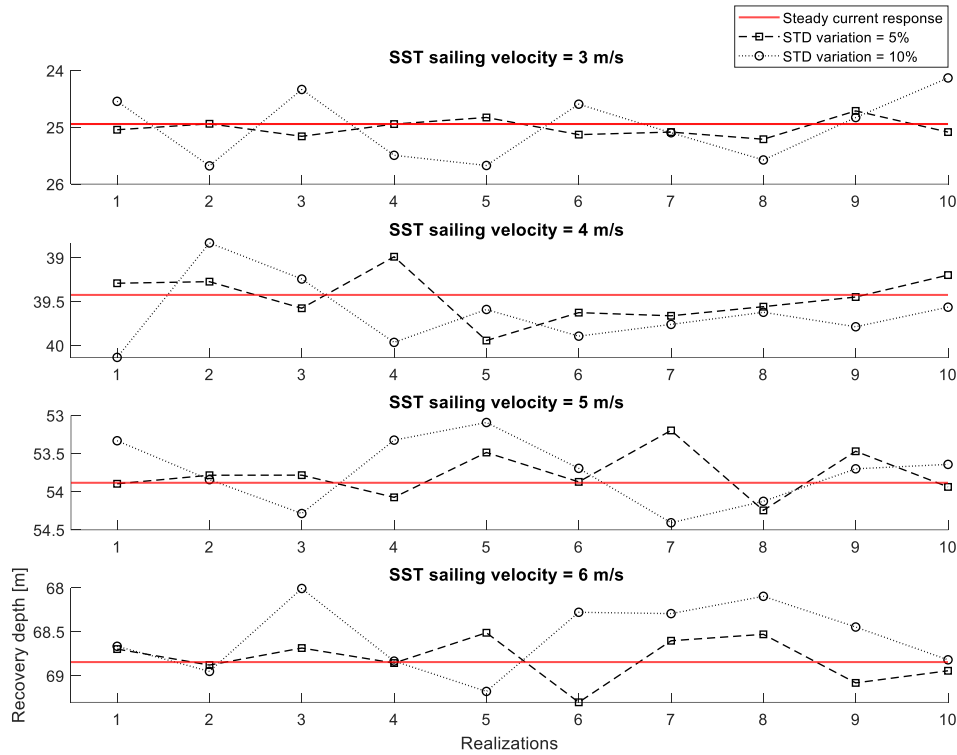 Steady current response
STD variation = 5%
STD variation = 10%
SST sailing velocity = 3 m/s
24
25
26
1 2 3 4 5 6 7 8 9 10
SST sailing velocity = 4 m/s
39
39.5
40
1 2 3 4 5 6 7 8 9 10
SST sailing velocity = 5 m/s
53
53.5
54
54.5
1 2 3 4 5 6 7 8 9 10
SST sailing velocity = 6 m/s
68
68.5
69
1 2 3 4 5 6 7 8 9 10
Recovery depth [m]
Realizations